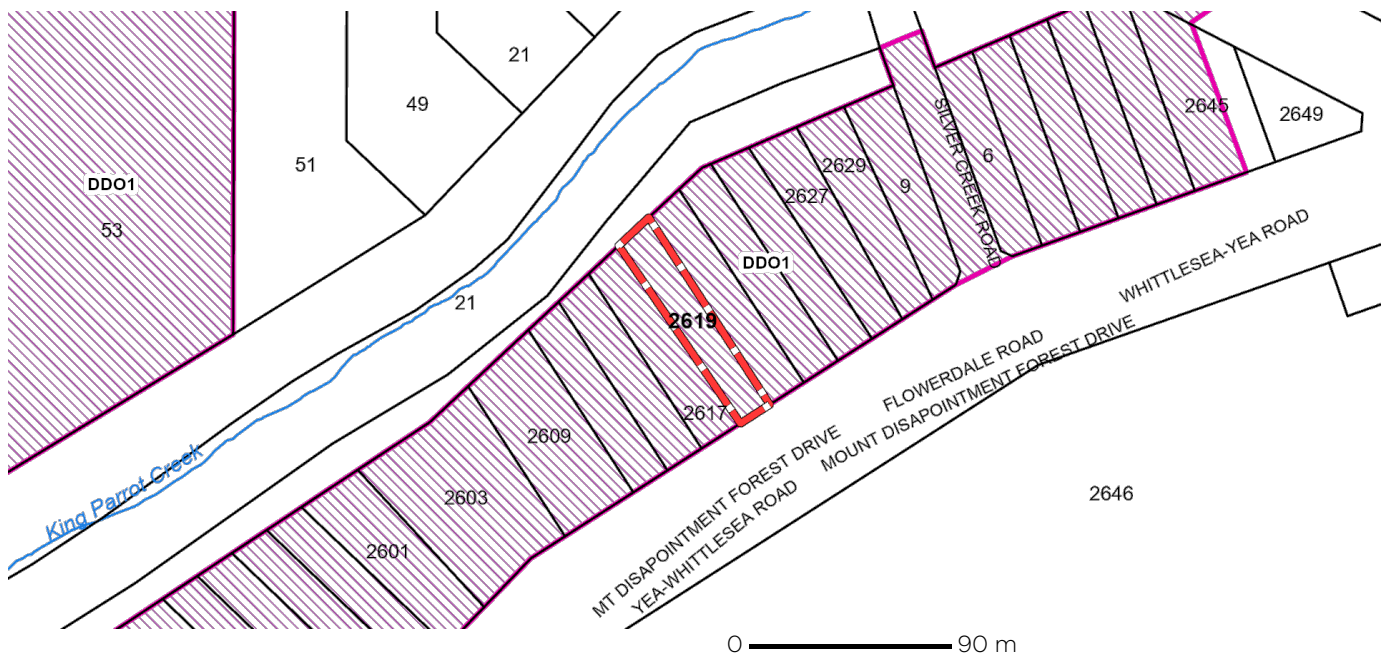 21
49
51
DDO1
53
2645
2649
SILVER CREEK ROAD
6
2629
2627
9
DDO1
WHITTLESEA-YEA ROAD
21
2619
FLOWERDALE ROAD
MOUNT DISAPPOINTMENT FOREST DRIVE
2617
2609
King Parrot Creek
2603
MT DISAPOINTMENT FOREST DRIVE
YEA-WHITTLESEA ROAD
2646
2601
0 90 m